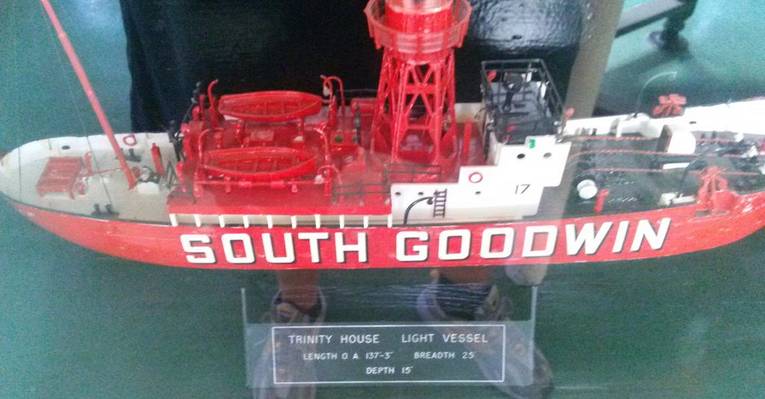 17
SOUTH GOODWIN
TRINITY HOUSE LIGHT VESSEL
LENGTH O A 137-3" BREADTH 25'
DEPTH 15'